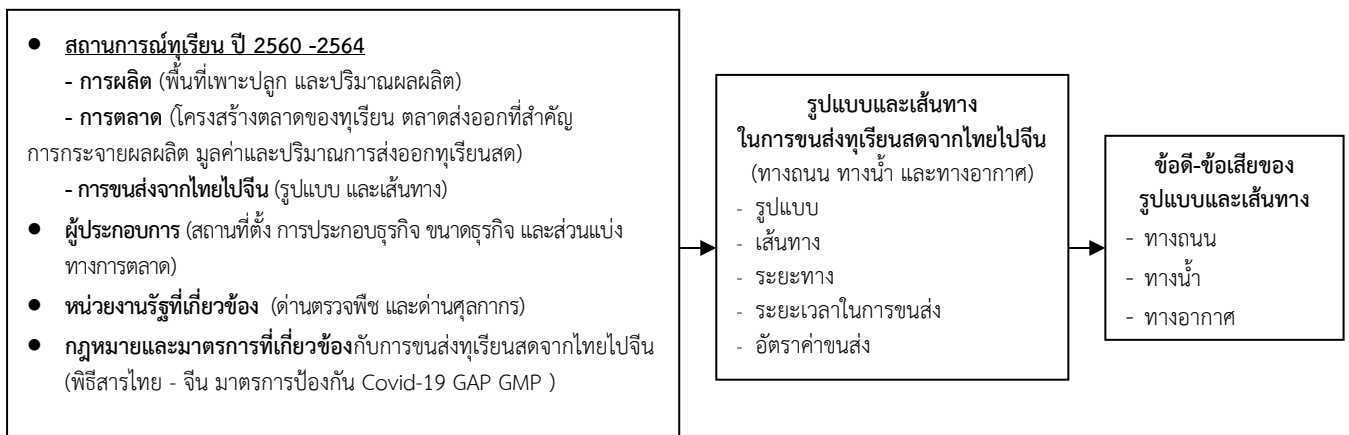 ● สถานการณ์ทุเรียน ปี 2560 -2564
- การผลิต (พื้นที่เพาะปลูก และปริมาณผลผลิต)
- การตลาด (โครงสร้างตลาดของทุเรียน ตลาดส่งออกที่สำคัญ
การกระจายผลผลิต มูลค่าและปริมาณการส่งออกทุเรียนสด)
- การขนส่งจากไทยไปจีน (รูปแบบ และเส้นทาง)
● ผู้ประกอบการ (สถานที่ตั้ง การประกอบธุรกิจ ขนาดธุรกิจ และส่วนแบ่ง
ทางการตลาด)
● หน่วยงานรัฐที่เกี่ยวข้อง (ด่านตรวจพืช และด่านศุลกากร)
● กฎหมายและมาตรการที่เกี่ยวข้องกับการขนส่งทุเรียนสดจากไทยไปจีน
(พิธีสารไทย - จีน มาตรการป้องกัน Covid-19 GAP GMP )
รูปแบบและเส้นทาง
ในการขนส่งทุเรียนสดจากไทยไปจีน
(ทางถนน ทางน้ำ และทางอากาศ)
- รูปแบบ
- เส้นทาง
- ระยะทาง
- ระยะเวลาในการขนส่ง
- อัตราค่าขนส่ง
ข้อดี-ข้อเสียของ
รูปแบบและเส้นทาง
- ทางถนน
- ทางน้ำ
- ทางอากาศ